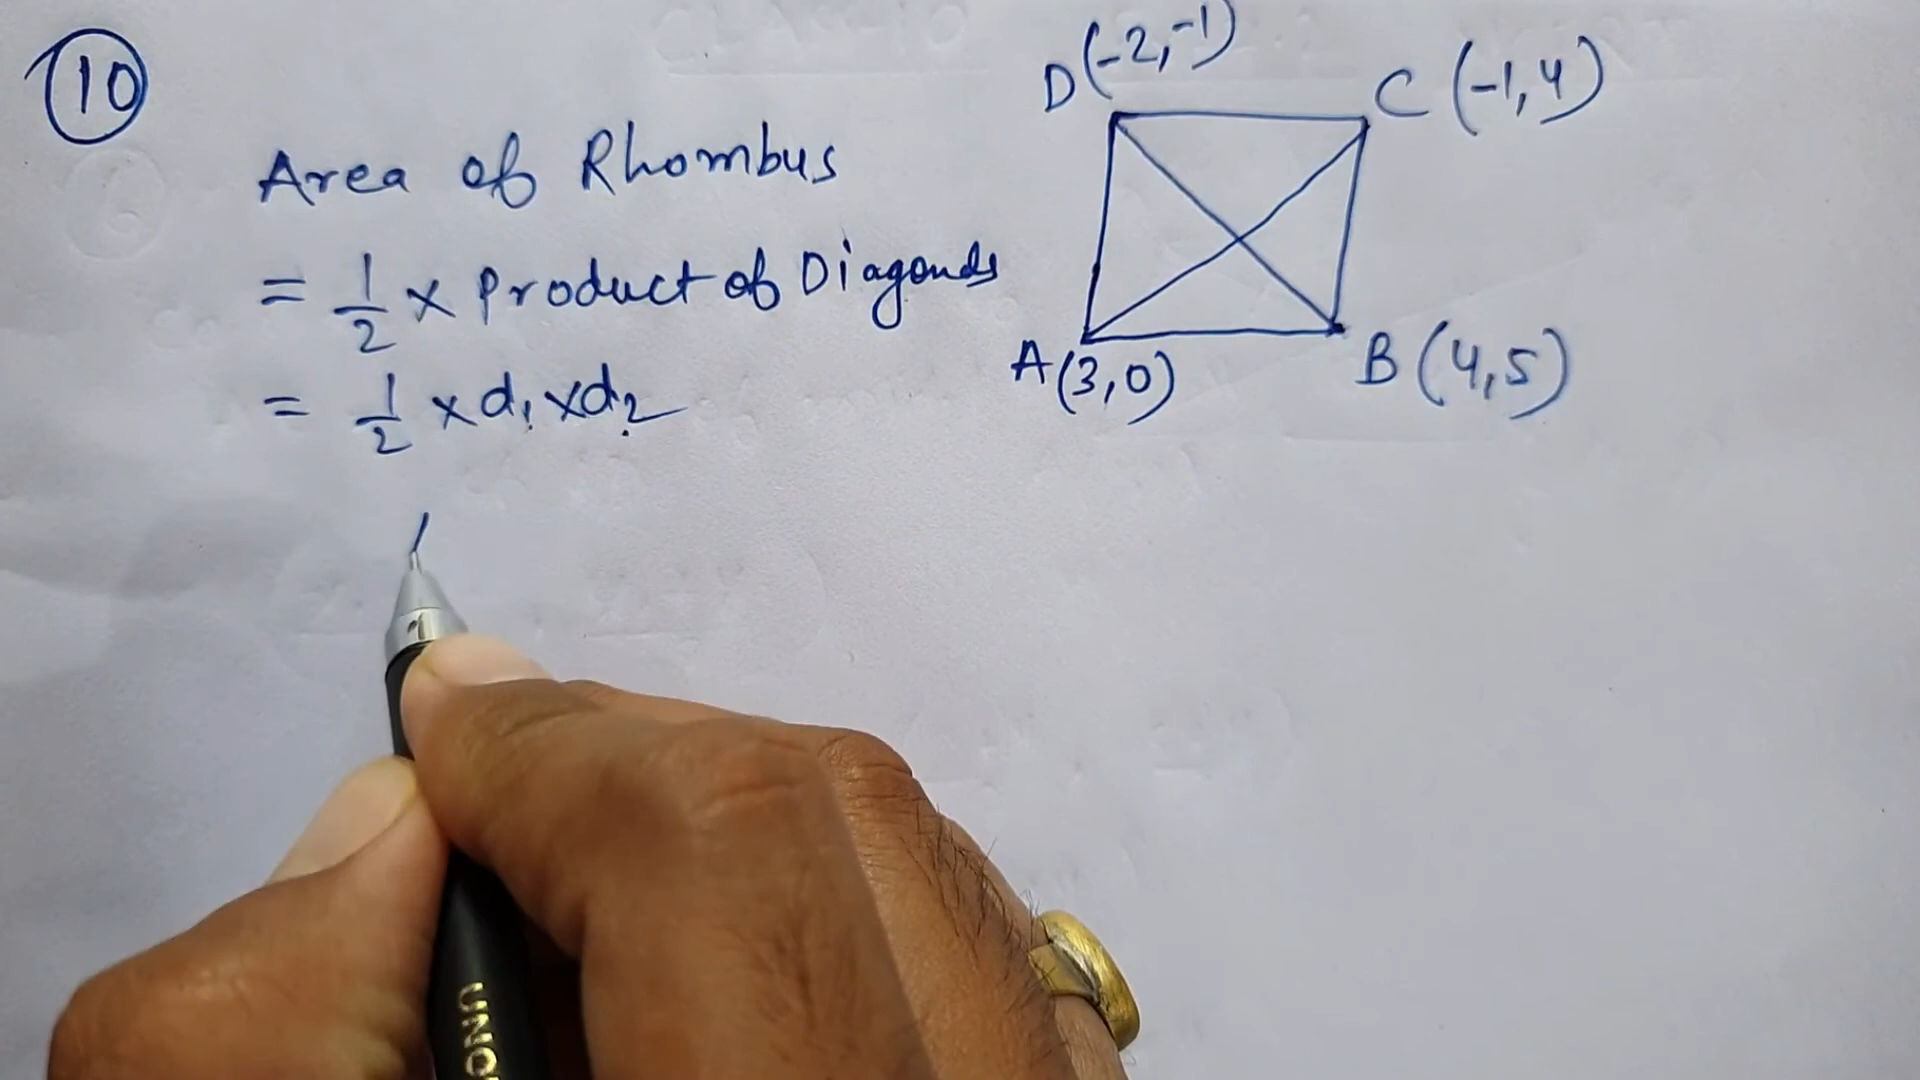 10
D(-2,-1)
C (-1,4)
Area of Rhombus
= 1/2 × Product of Diagonals
A(3,0)
B (4,5)
= 1/2 × d1 × d2
UNO